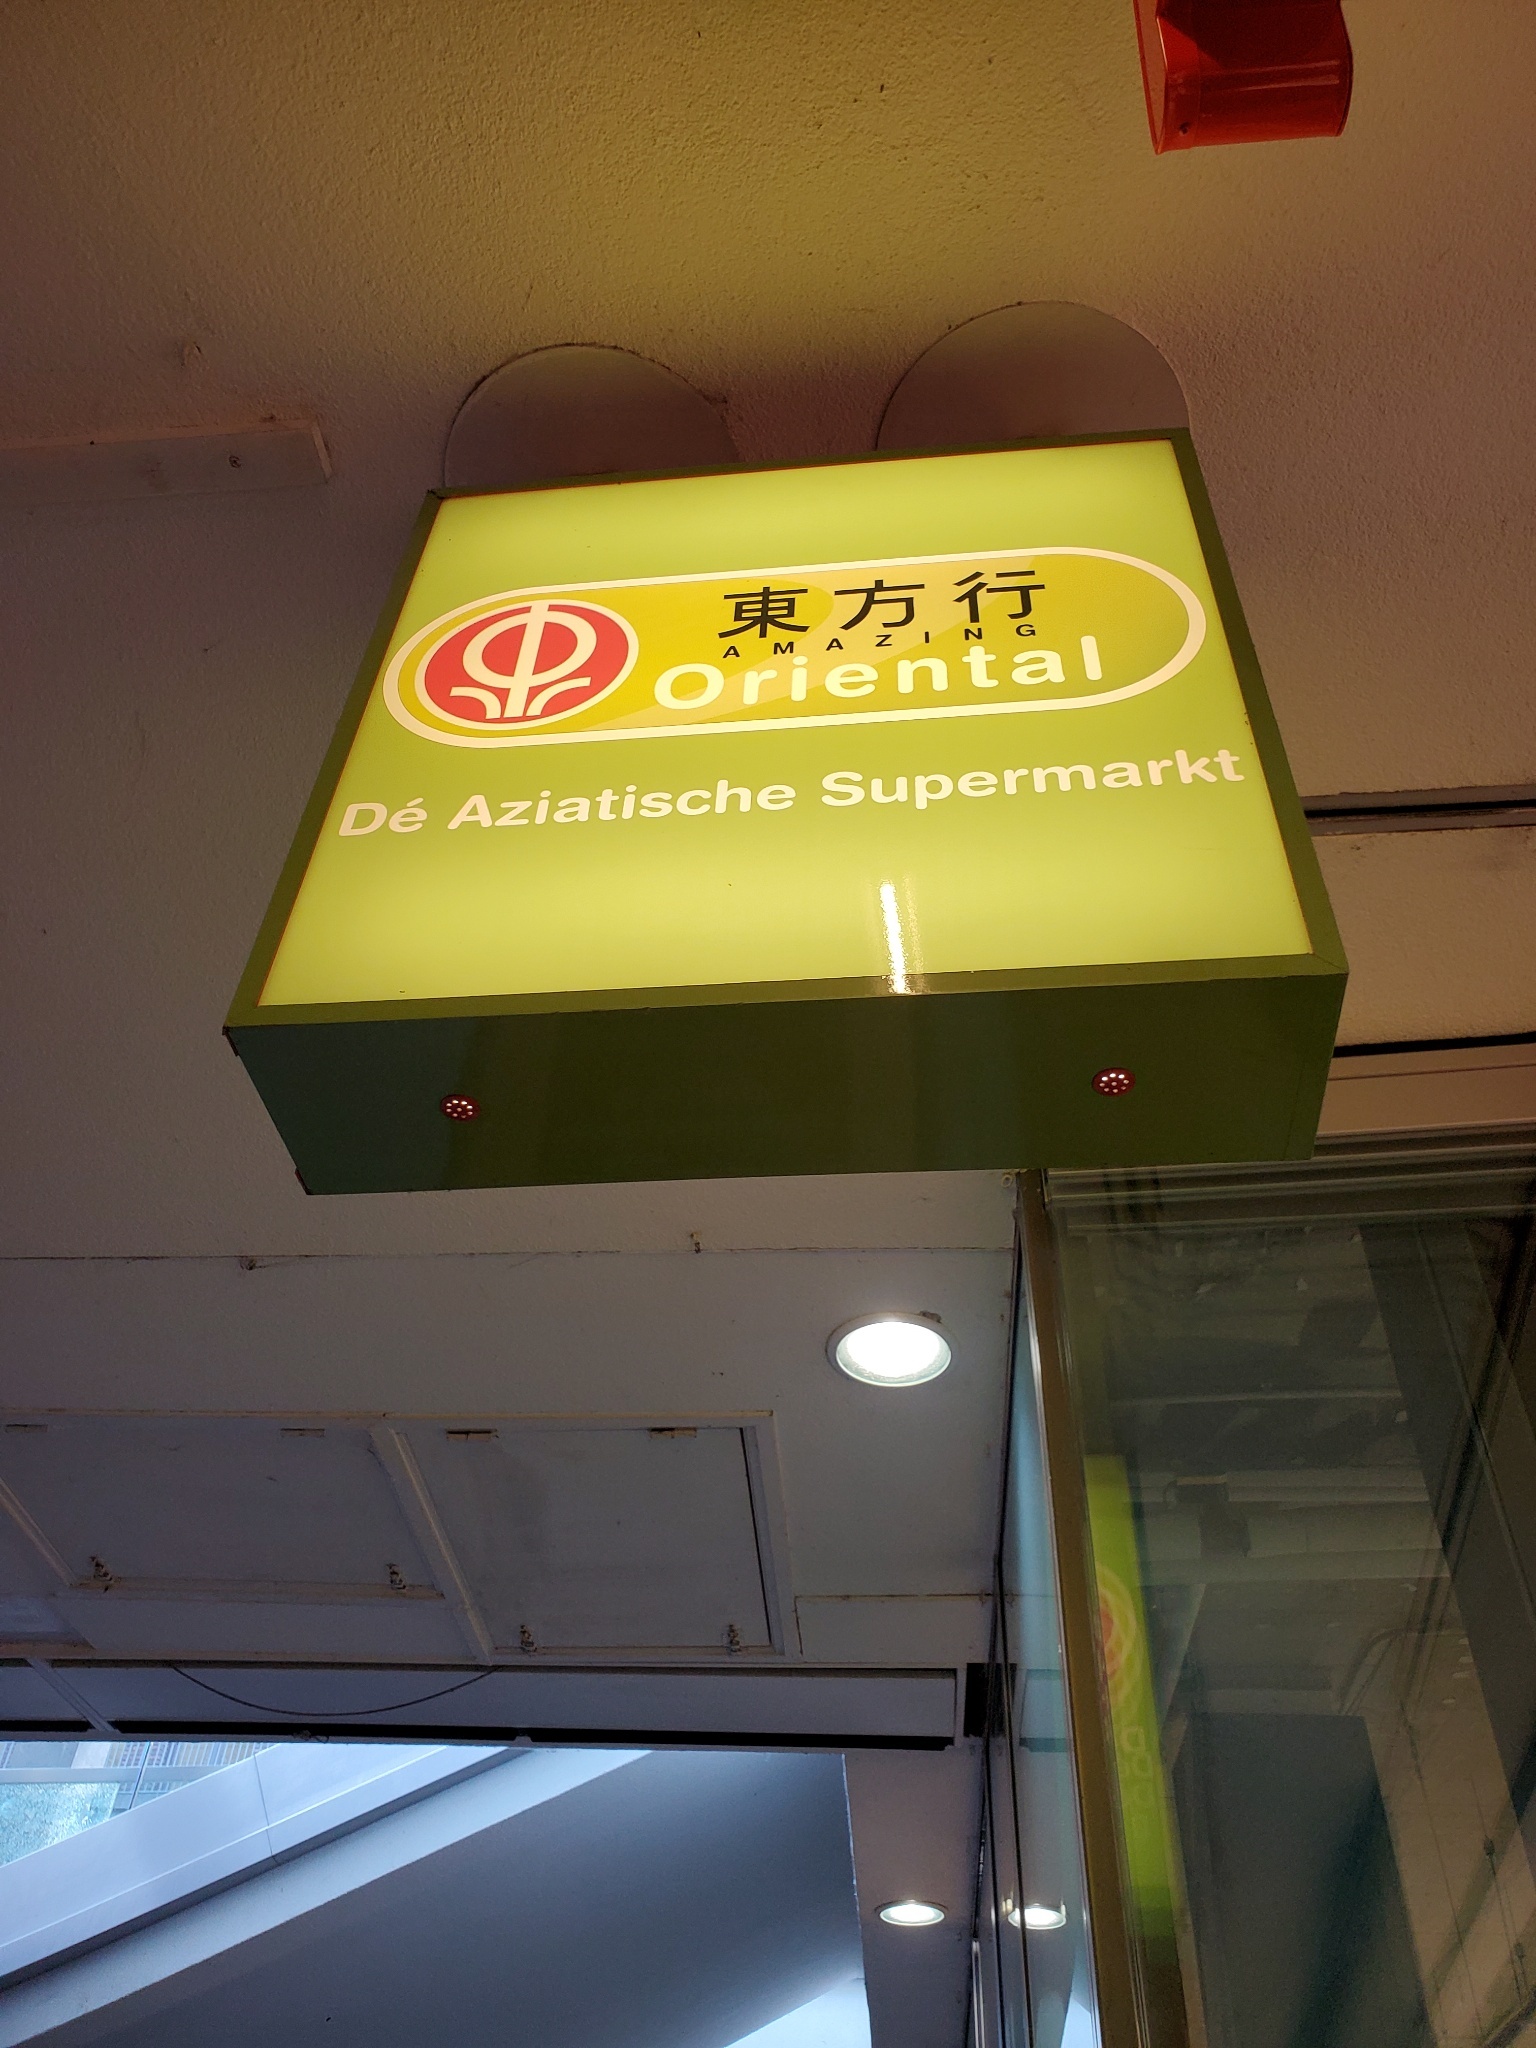 東方行
AMAZING
Oriental
Dé Aziatische Supermarkt